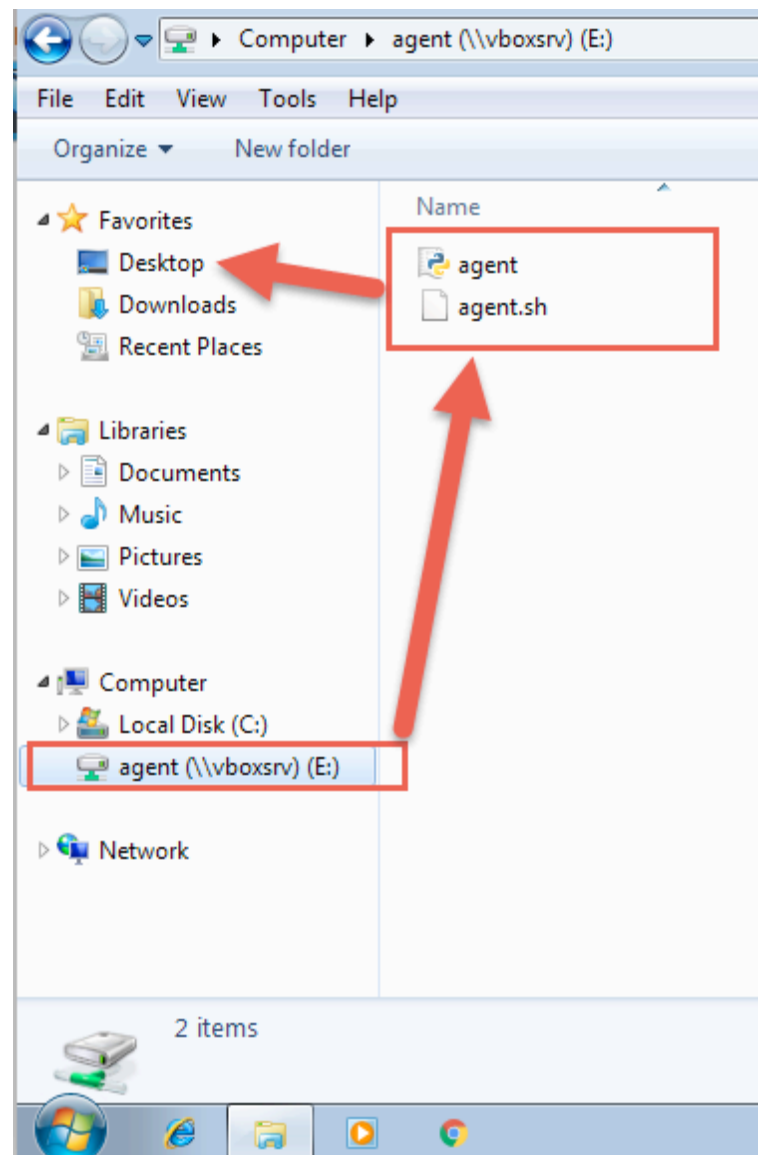 Computer agent (\\vboxsrv) (E:)
File Edit View Tools Help
Organize New folder
Favorites
Desktop
Downloads
Recent Places
Libraries
Documents
Music
Pictures
Videos
Computer
Local Disk (C:)
agent (\\vboxsrv) (E:)
Network
Name
agent
agent.sh
2 items